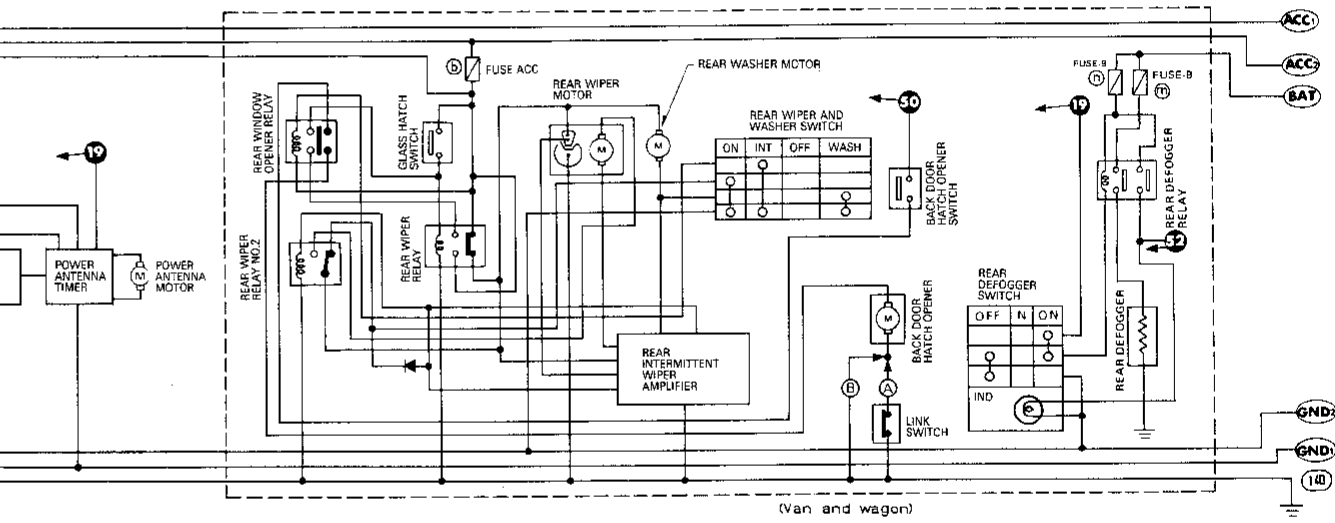 ACC1
ACC2
BAT
FUSE-B
n
FUSE-B
m
b
FUSE ACC
REAR WINDOW
OPENER RELAY
GLASS HATCH
SWITCH
REAR WIPER
MOTOR
M
REAR WASHER MOTOR
M
REAR WIPER AND
WASHER SWITCH
ON INT OFF WASH
BACK DOOR
HATCH OPENER
SWITCH
19
REAR DEFOGGER
RELAY
19
POWER
ANTENNA
TIMER
M
POWER
ANTENNA
MOTOR
REAR WIPER
RELAY NO.2
REAR WIPER
RELAY
REAR
INTERMITTENT
WIPER
AMPLIFIER
M
BACK DOOR
HATCH OPENER
B
A
LINK
SWITCH
REAR
DEFOGGER
SWITCH
OFF N ON
IND
REAR DEFOGGER
GND2
GND1
140
(Van and wagon)